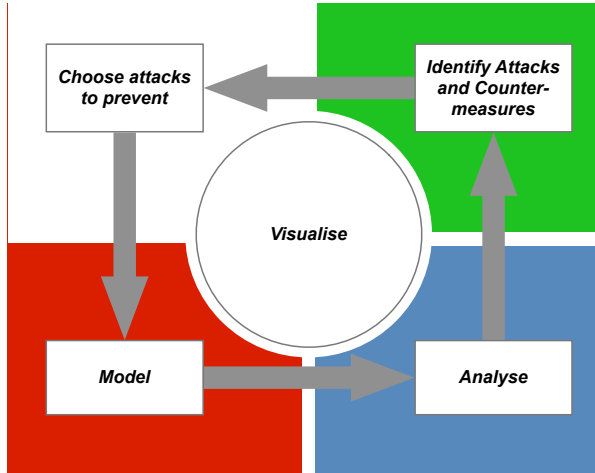 Choose attacks
to prevent
Identify Attacks
and Counter-
measures
Visualise
Model
Analyse